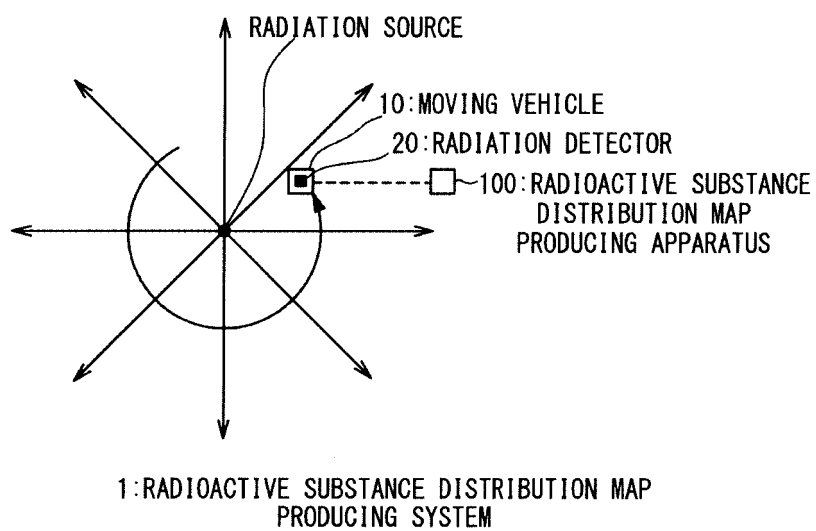 RADIATION SOURCE
10:MOVING VEHICLE
20:RADIATION DETECTOR
100:RADIOACTIVE SUBSTANCE
DISTRIBUTION MAP
PRODUCING APPARATUS
1:RADIOACTIVE SUBSTANCE DISTRIBUTION MAP
PRODUCING SYSTEM